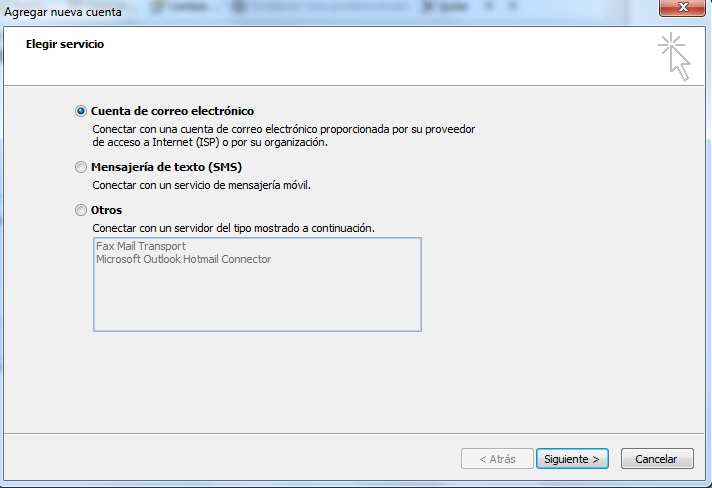 Agregar nueva cuenta
Elegir servicio
Cuenta de correo electrónico
Conectar con una cuenta de correo electrónico proporcionada por su proveedor
de acceso a Internet (ISP) o por su organización.
Mensajería de texto (SMS)
Conectar con un servicio de mensajería móvil.
Otros
Conectar con un servidor del tipo mostrado a continuación.
Fax Mail Transport
Microsoft Outlook Hotmail Connector
< Atrás
Siguiente >
Cancelar